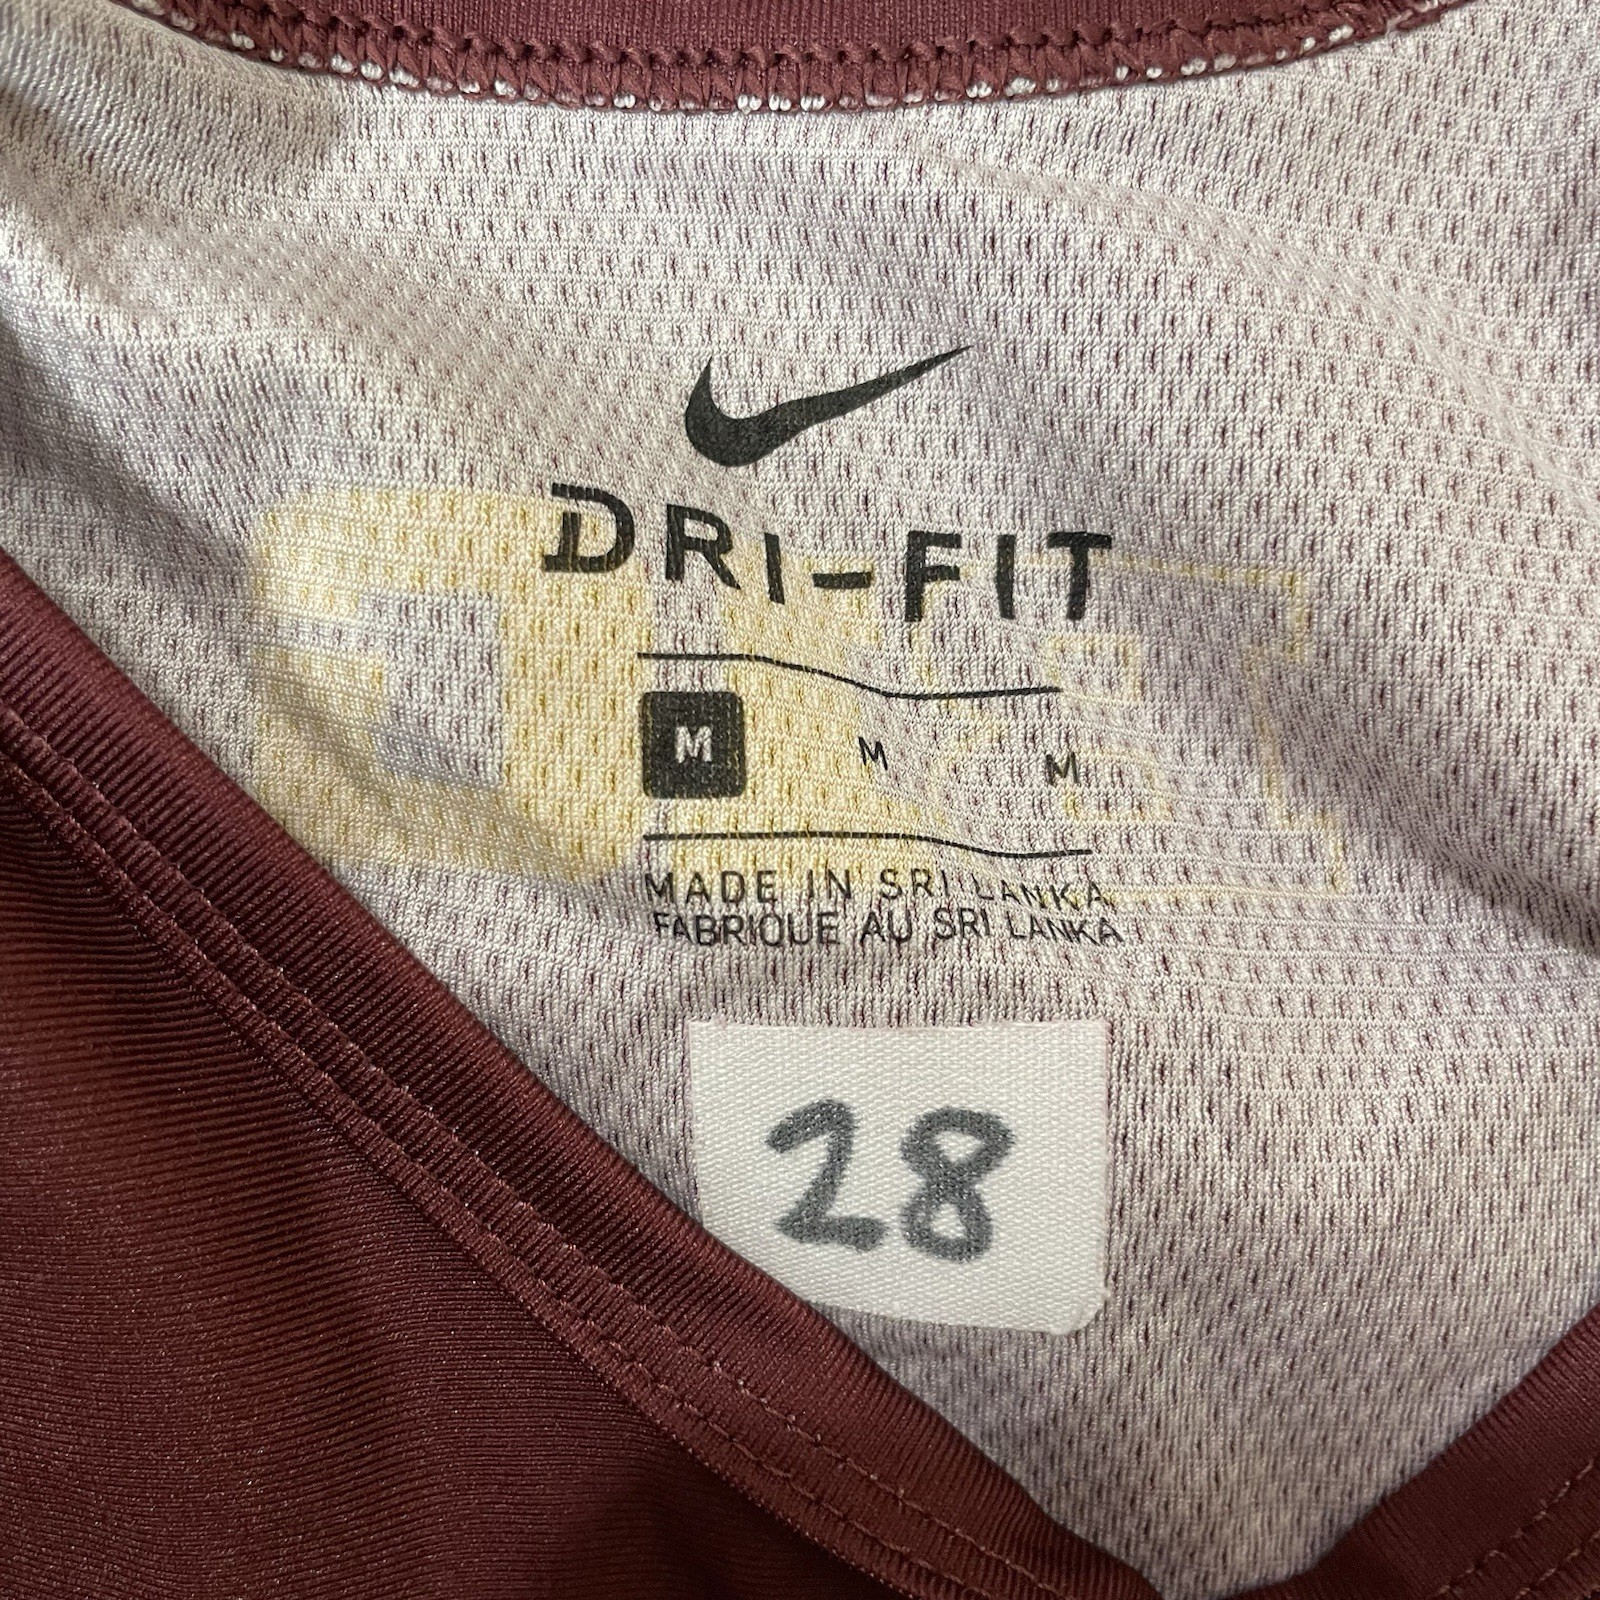 DRI-FIT
M M M
MADE IN SRI LANKA
FABRIQUE AU SRI LANKA
28